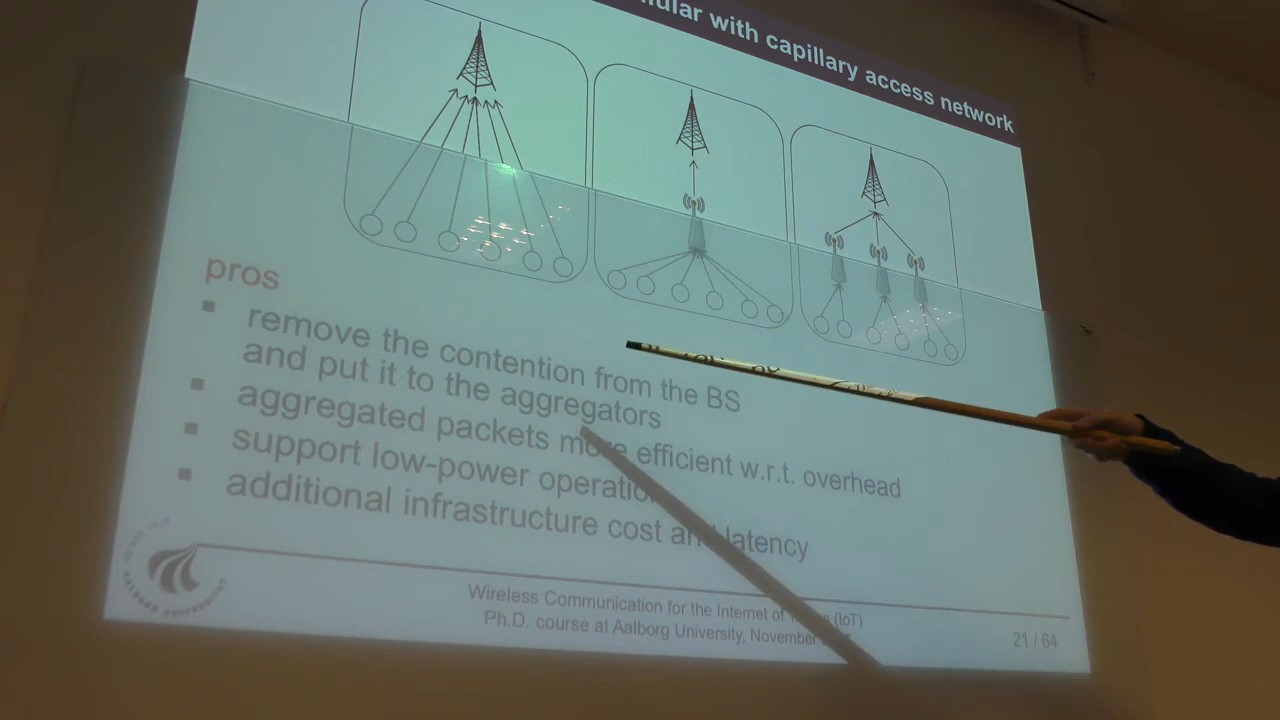 with capillary access network
pros
remove the contention from the BS
and put it to the aggregators
aggregated packets more efficient w.r.t. overhead
support low-power operation
additional infrastructure cost and latency
Wireless Communication for the Internet of (IoT)
Ph.D. course at Aalborg University, November
21 / 64